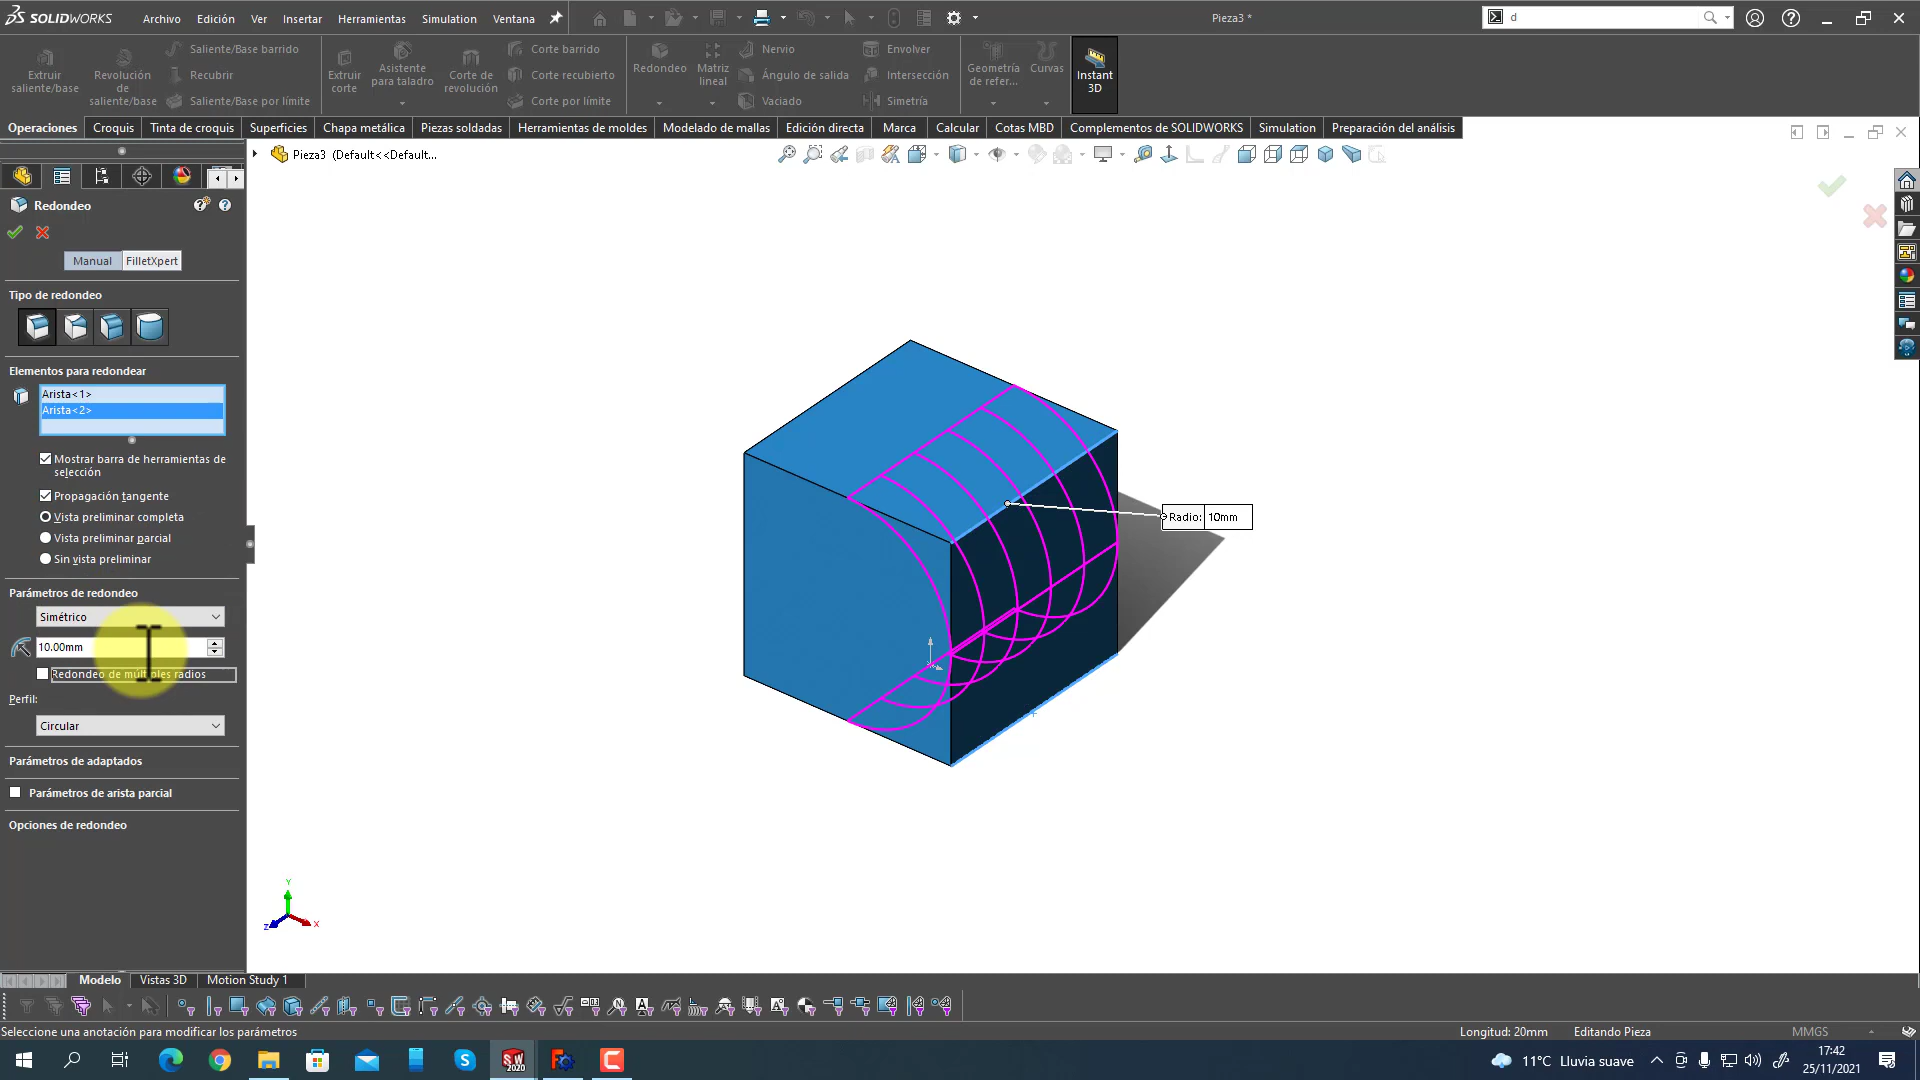 SOLIDWORKS
Archivo Edición Ver Insertar Herramientas Simulation Ventana
Pieza3 *
d
Extruir saliente/base
Revolución de saliente/base
Saliente/Base barrido
Recubrir
Saliente/Base por límite
Extruir corte
Asistente para taladro
Corte de revolución
Corte barrido
Corte recubierto
Corte por límite
Redondeo
Matriz lineal
Nervio
Ángulo de salida
Vaciado
Envolver
Intersección
Simetría
Geometría de refer...
Curvas
Instant 3D
Operaciones Croquis Tinta de croquis Superficies Chapa metálica Piezas soldadas Herramientas de moldes Modelado de mallas Edición directa Marca Calcular Cotas MBD Complementos de SOLIDWORKS Simulation Preparación del análisis
Pieza3 (Default<<Default...
Redondeo
Manual FilletXpert
Tipo de redondeo
Elementos para redondear
Arista<1>
Arista<2>
Mostrar barra de herramientas de
selección
Propagación tangente
Vista preliminar completa
Vista preliminar parcial
Sin vista preliminar
Parámetros de redondeo
Simétrico
10.00mm
Redondeo de múltiples radios
Perfil:
Circular
Parámetros de adaptados
Parámetros de arista parcial
Opciones de redondeo
Radio: 10mm
Y
X
Z
Modelo Vistas 3D Motion Study 1
Seleccione una anotación para modificar los parámetros
Longitud: 20mm Editando Pieza MMGS
11°C Lluvia suave
17:42
25/11/2021